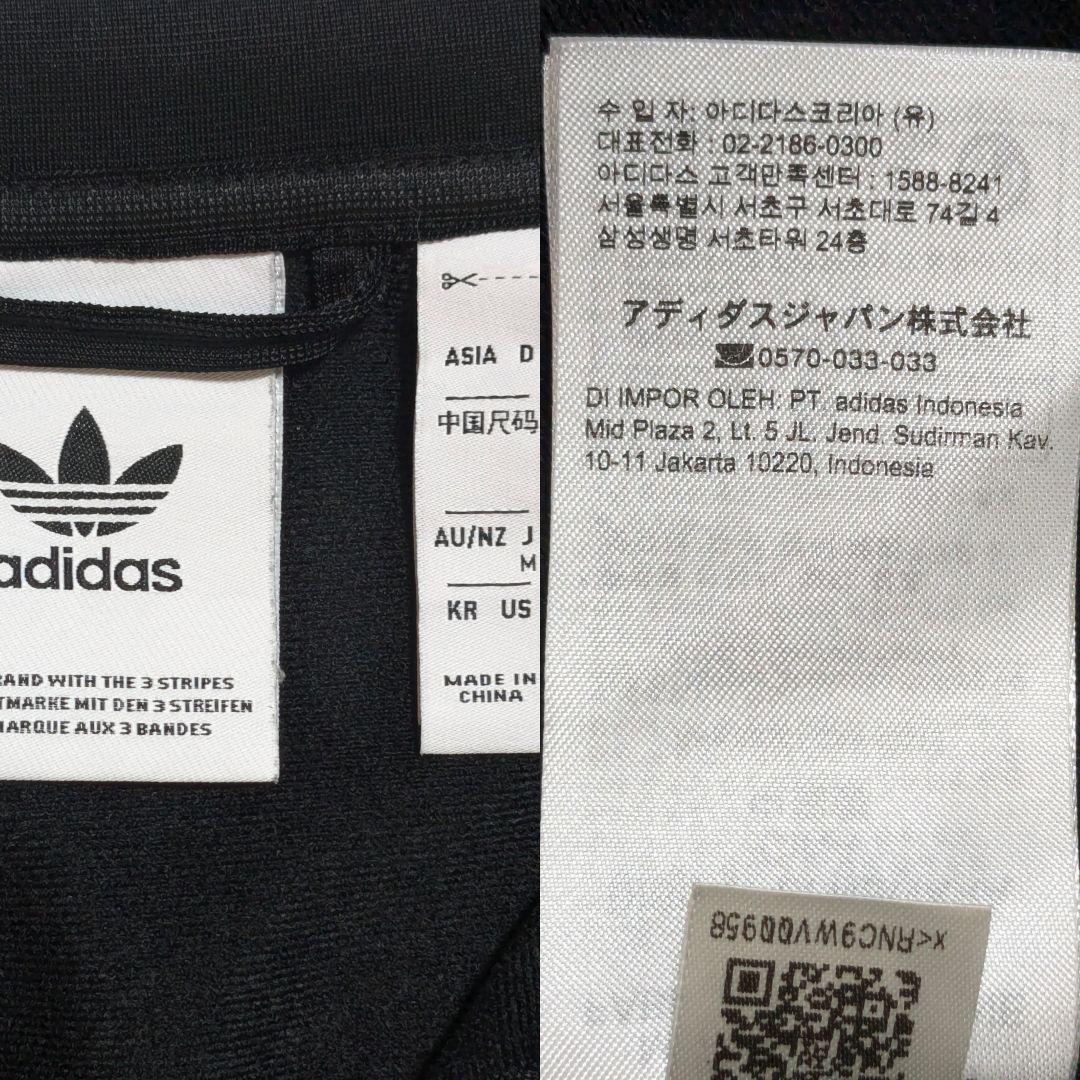 adidas
AND WITH THE 3 STRIPES
TMARKE MIT DEN 3 STREIFEN
MARQUE AUX 3 BANDES
ASIA D
中国尺码
AU/NZ J
M
KR US
MADE IN
CHINA
수 입 자: 아디다스코리아 (유)
대표전화 : 02-2186-0300
아디다스 고객만족센터 : 1588-8241
서울특별시 서초구 서초대로 74길 4
삼성생명 서초타워 24층
アディダスジャパン株式会社
0570-033-033
DI IMPOR OLEH: PT. adidas Indonesia
Mid Plaza 2, Lt. 5 JL. Jend. Sudirman Kav.
10-11 Jakarta 10220, Indonesia
x<RNC9WV00958